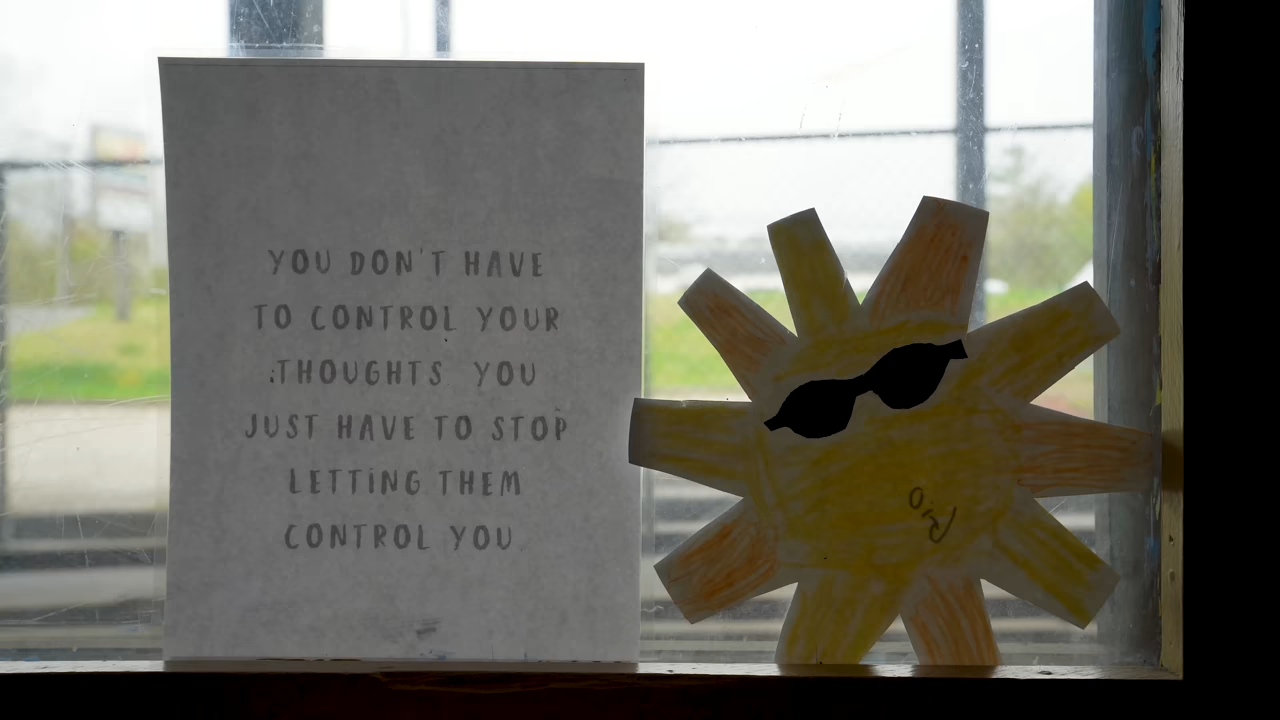 YOU DON'T HAVE
TO CONTROL YOUR
THOUGHTS YOU
JUST HAVE TO STOP
LETTING THEM
CONTROL YOU